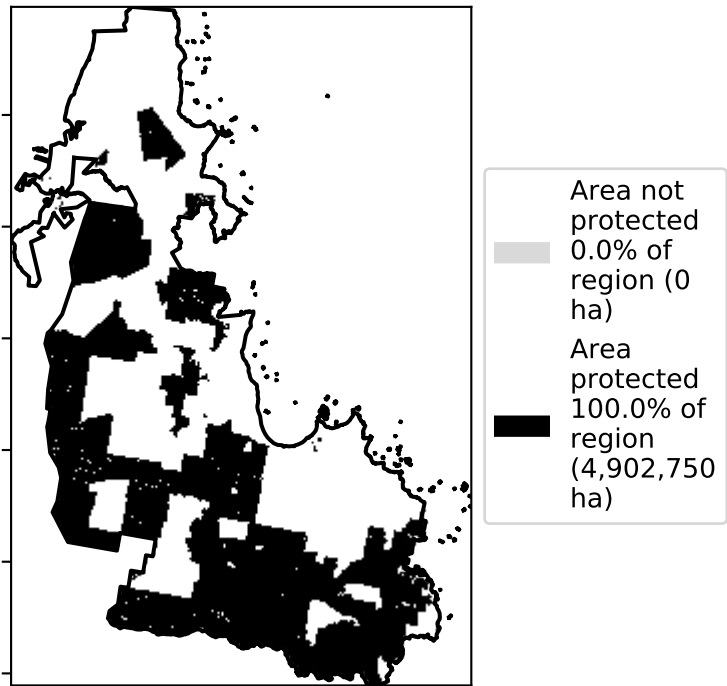 Area not
protected
0.0% of
region (0
ha)
Area
protected
100.0% of
region
(4,902,750
ha)